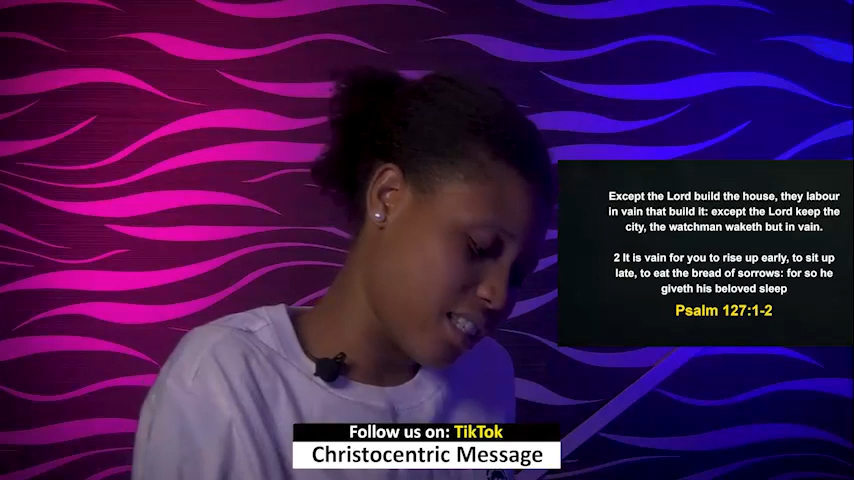 Except the Lord build the house, they labour
in vain that build it: except the Lord keep the
city, the watchman waketh but in vain.
2 It is vain for you to rise up early, to sit up
late, to eat the bread of sorrows: for so he
giveth his beloved sleep
Psalm 127:1-2
Follow us on: TikTok
Christocentric Message